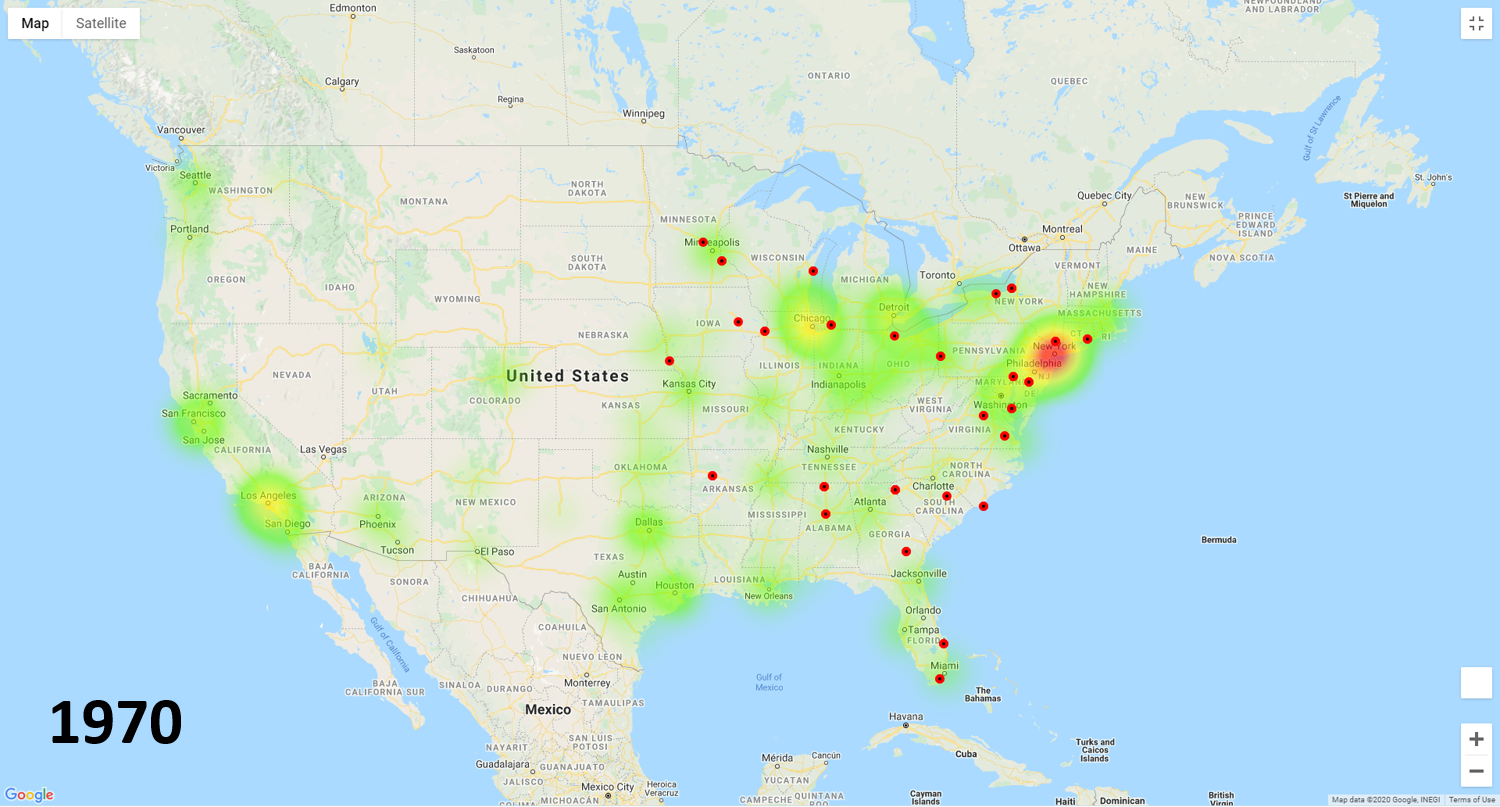 Map
Satellite
Edmonton
NEWFOUNDLAND
AND LABRADOR
Saskatoon
ONTARIO
QUEBEC
Calgary
Regina
Winnipeg
Gulf of St Lawrence
Vancouver
Victoria
Seattle
WASHINGTON
NORTH
DAKOTA
MONTANA
Quebec City
NEW
BRUNSWICK
St. John's
St Pierre and
Miquelon
Portland
MINNESOTA
PRINCE
EDWARD
ISLAND
Montreal
Ottawa
MAINE
NOVA SCOTIA
Minneapolis
WISCONSIN
SOUTH
DAKOTA
VERMONT
Toronto
MICHIGAN
OREGON
IDAHO
WYOMING
NEW
HAMPSHIRE
NEW YORK
MASSACHUSETTS
Detroit
Chicago
IOWA
NEBRASKA
CT
RI
New York
PENNSYLVANIA
Philadelphia
NJ
ILLINOIS
INDIANA
OHIO
United States
NEVADA
UTAH
COLORADO
Kansas City
Indianapolis
MARYLAND
DE
Sacramento
San Francisco
San Jose
CALIFORNIA
KANSAS
MISSOURI
WEST
VIRGINIA
Washington
Las Vegas
KENTUCKY
VIRGINIA
Nashville
TENNESSEE
OKLAHOMA
ARKANSAS
NORTH
CAROLINA
Charlotte
Los Angeles
ARIZONA
NEW MEXICO
SOUTH
CAROLINA
Atlanta
San Diego
Phoenix
Dallas
MISSISSIPPI
ALABAMA
GEORGIA
Bermuda
Tucson
El Paso
TEXAS
BAJA
CALIFORNIA
SONORA
Austin
Houston
LOUISIANA
Jacksonville
CHIHUAHUA
San Antonio
New Orleans
Orlando
Gulf of California
COAHUILA
Tampa
FLORIDA
NUEVO LEON
Miami
Gulf of
Mexico
Monterrey
BAJA
CALIFORNIA SUR
SINALOA
DURANGO
The
Bahamas
1970
Mexico
TAMAULIPAS
Havana
NAYARIT
SAN LUIS
POTOSI
Cuba
Turks and
Caicos
Islands
Guadalajara
GUANAJUATO
Mérida
Cancún
JALISCO
Mexico City
Heroica
Veracruz
YUCATAN
MICHOACÁN
CAMPECHE
QUINTANA
ROO
Cayman
Islands
Haiti
Dominican
British
Virgin
Google
Map data ©2020 Google, INEGI
Terms of Use